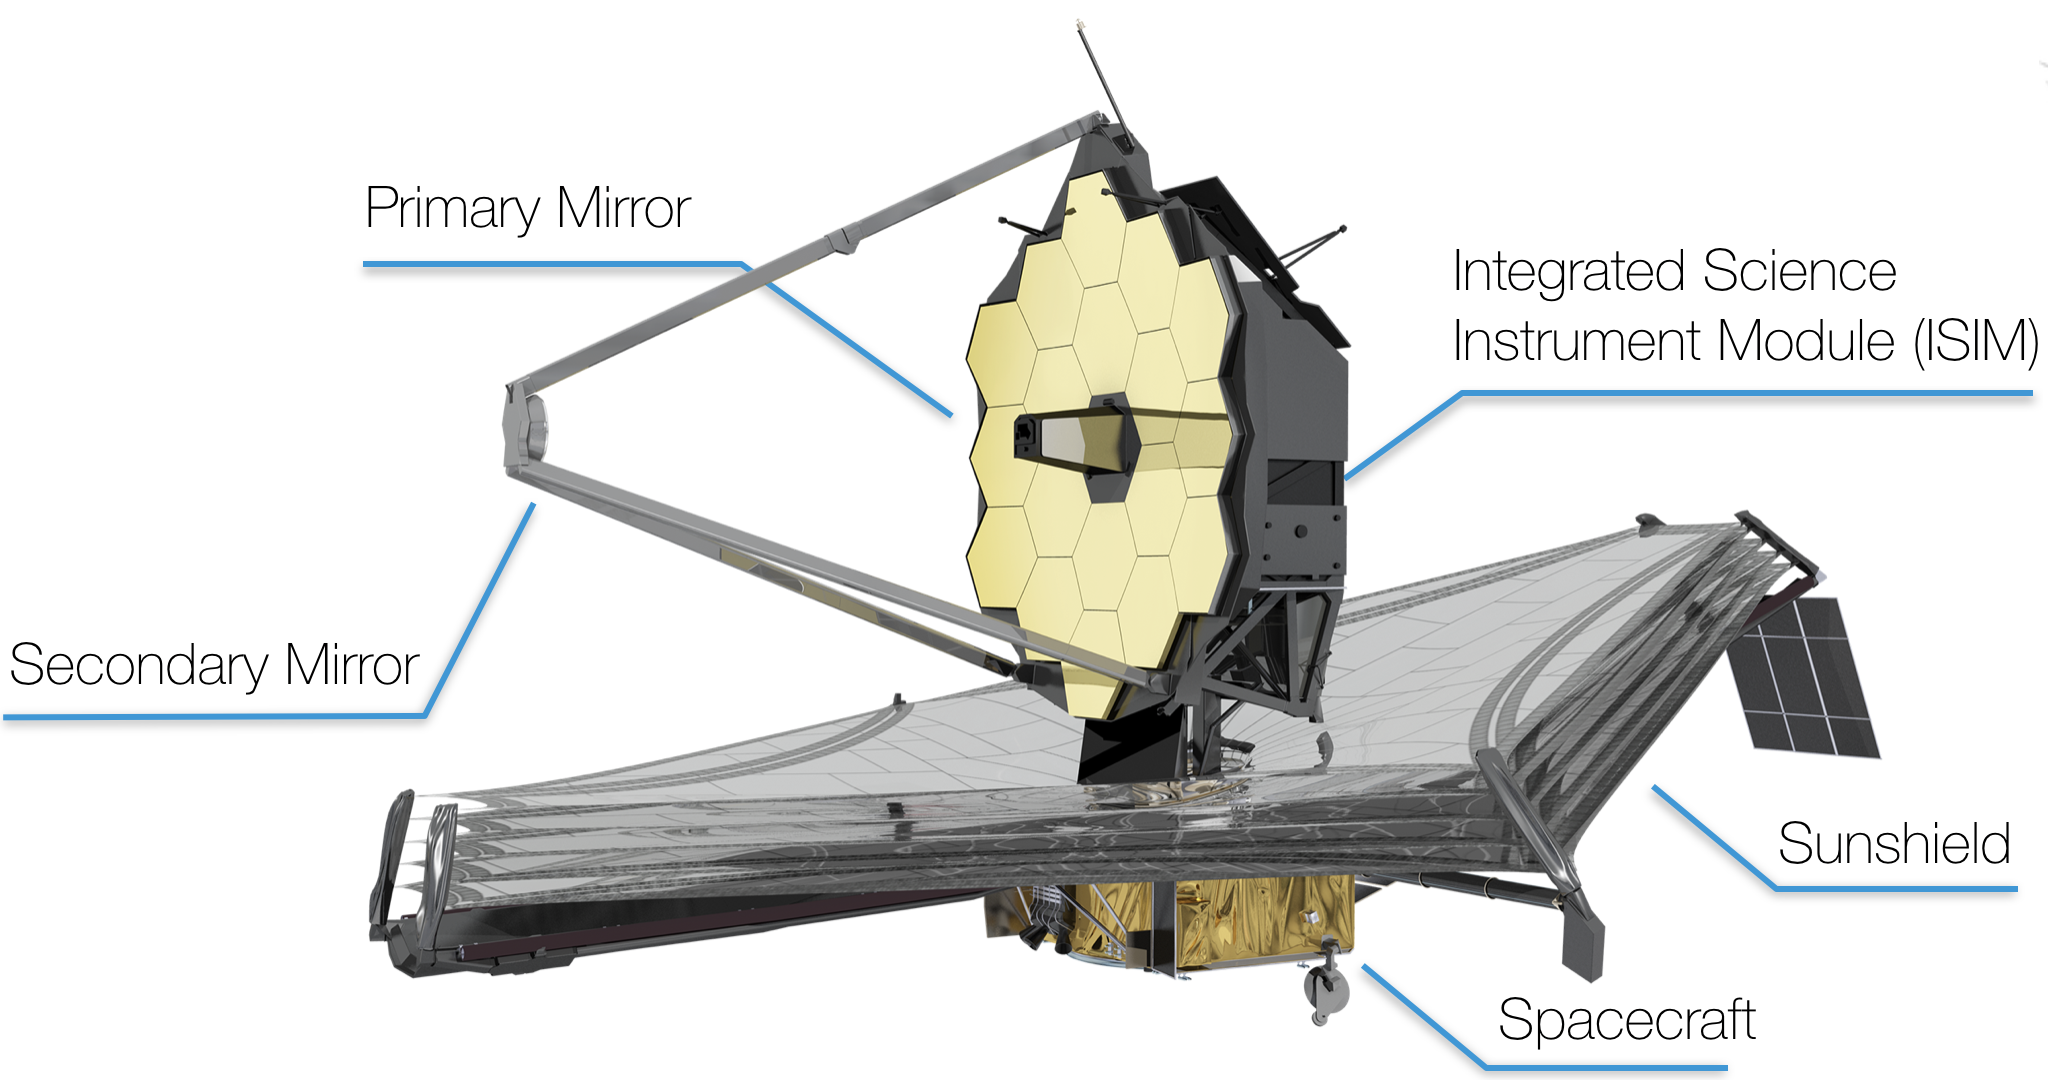 Primary Mirror
Integrated Science
Instrument Module (ISIM)
Secondary Mirror
Sunshield
Spacecraft